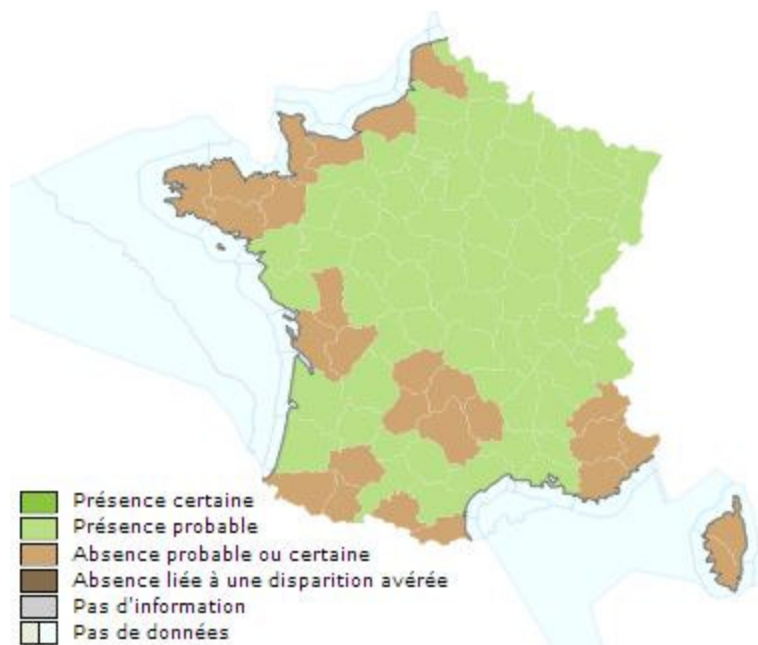 Présence certaine
Présence probable
Absence probable ou certaine
Absence liée à une disparition avérée
Pas d'information
Pas de données